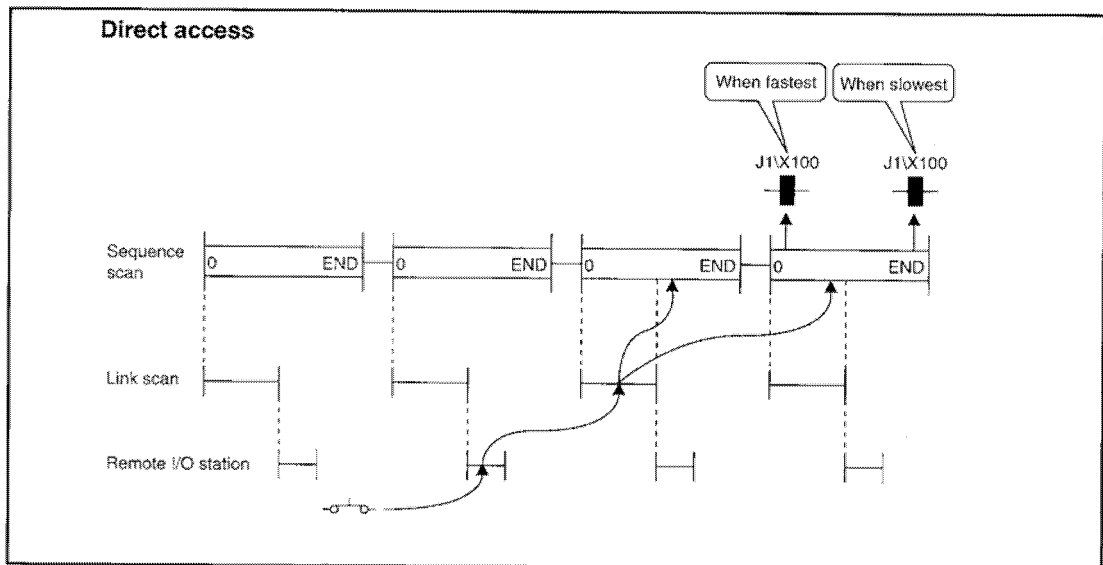 Direct access
When fastest
When slowest
J1\X100
J1\X100
Sequence scan
0 END
0 END
0 END
0 END
Link scan
Remote I/O station